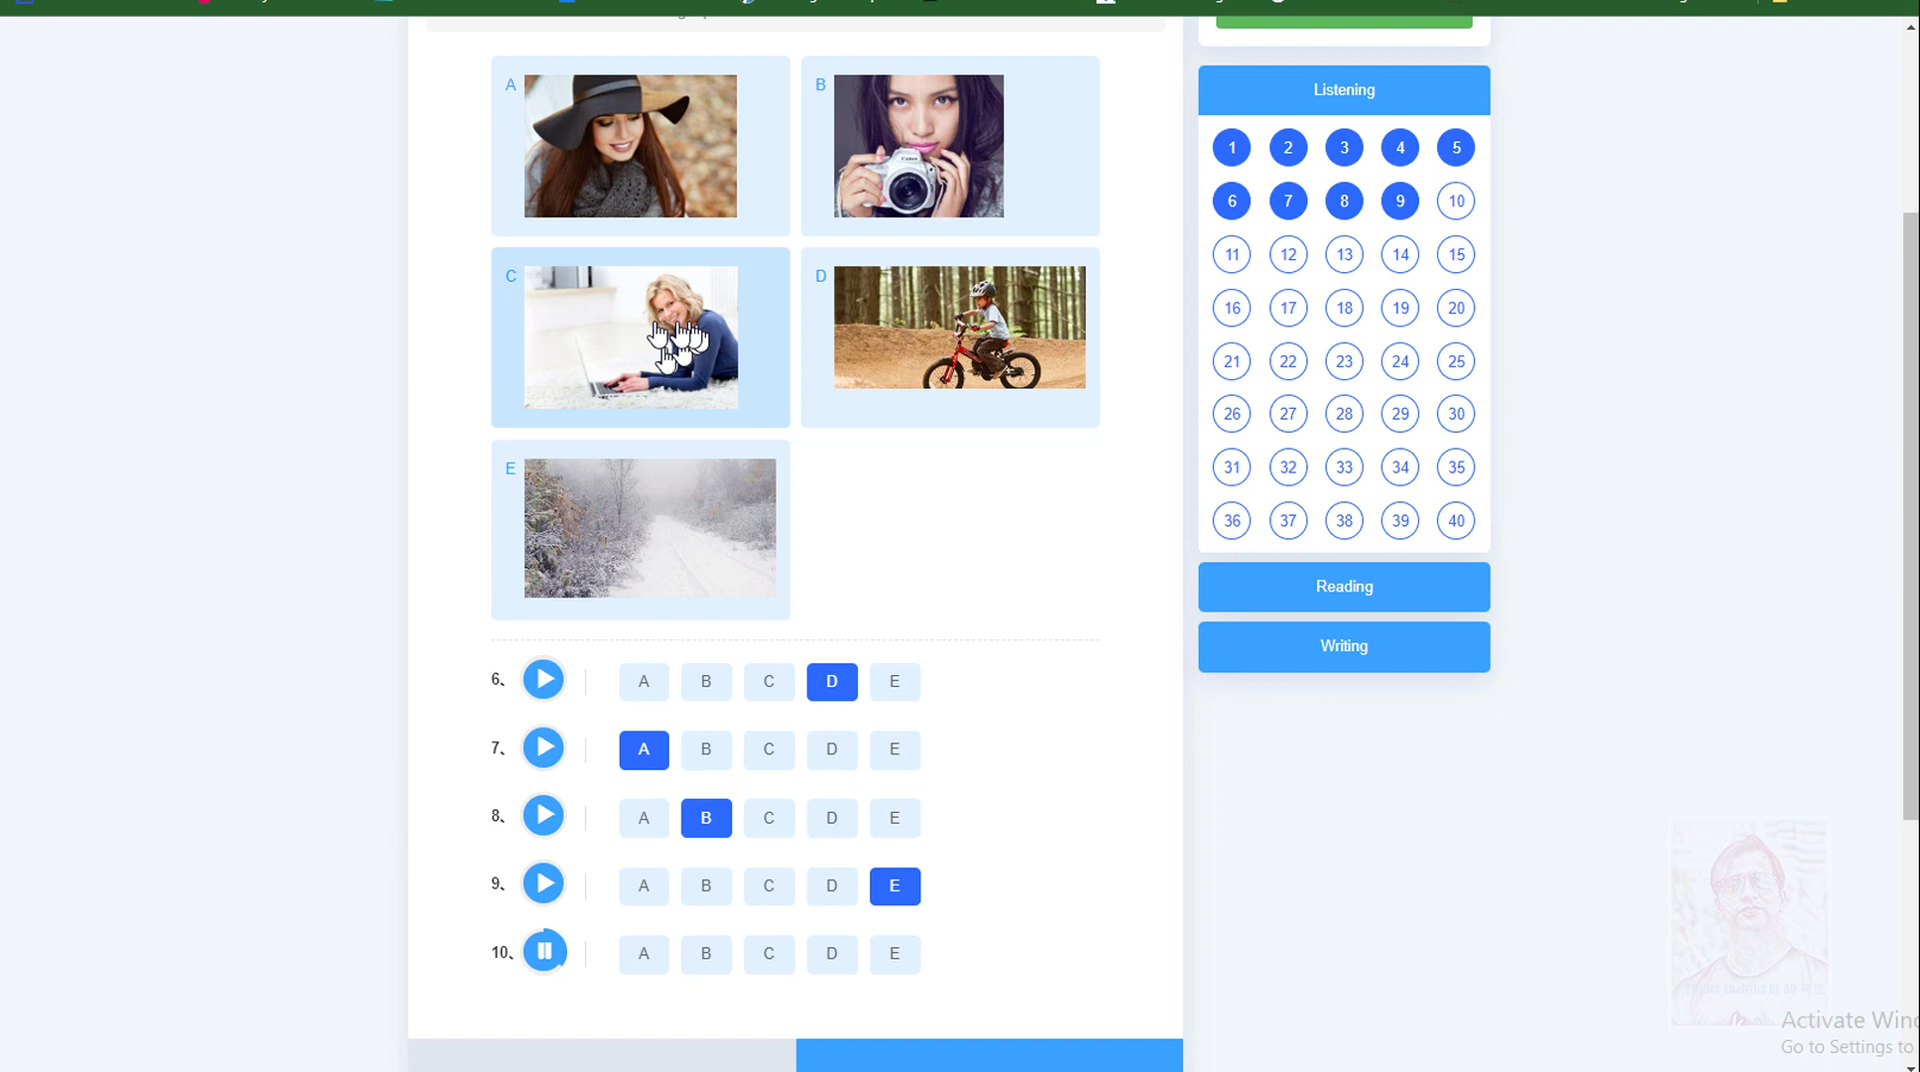 A
B
Canon
C
D
E
6、 A B C D E
7、 A B C D E
8、 A B C D E
9、 A B C D E
10、 A B C D E
Listening
1 2 3 4 5
6 7 8 9 10
11 12 13 14 15
16 17 18 19 20
21 22 23 24 25
26 27 28 29 30
31 32 33 34 35
36 37 38 39 40
Reading
Writing
Activate Win
Go to Settings to